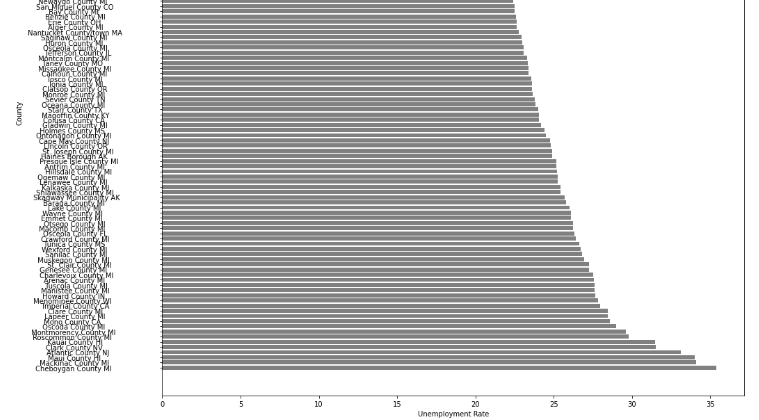 Newaygo County MI
San Miguel County CO
Bay County MI
Benzie County MI
Erie County OH
Alger County MI
Nantucket County/town MA
Saginaw County MI
Huron County MI
Osceola County MI
Jefferson County IL
Montcalm County MI
Taney County MO
Missaukee County MI
Calhoun County MI
Iosco County MI
Ionia County MI
Clatsop County OR
Monroe County MI
Sevier County TN
Oceana County MI
Starr County TX
Magoffin County KY
Colusa County CA
Gladwin County MI
Holmes County MS
Ontonagon County MI
Cape May County NJ
Lincoln County OR
St. Joseph County MI
Haines Borough AK
Presque Isle County MI
Antrim County MI
Hillsdale County MI
Ogemaw County MI
Lenawee County MI
Kalkaska County MI
Shiawassee County MI
Skagway Municipality AK
Baraga County MI
Lake County MI
Wayne County MI
Emmet County MI
Otsego County MI
Macomb County MI
Osceola County FL
Crawford County MI
Tunica County MS
Wexford County MI
Sanilac County MI
Muskegon County MI
St. Clair County MI
Genesee County MI
Charlevoix County MI
Arenac County MI
Tuscola County MI
Manistee County MI
Howard County IN
Menominee County WI
Imperial County CA
Clare County MI
Lapeer County MI
Mono County CA
Oscoda County MI
Montmorency County MI
Roscommon County MI
Kauai County HI
Clark County NV
Atlantic County NJ
Maui County HI
Mackinac County MI
Cheboygan County MI
County
0 5 10 15 20 25 30 35
Unemployment Rate